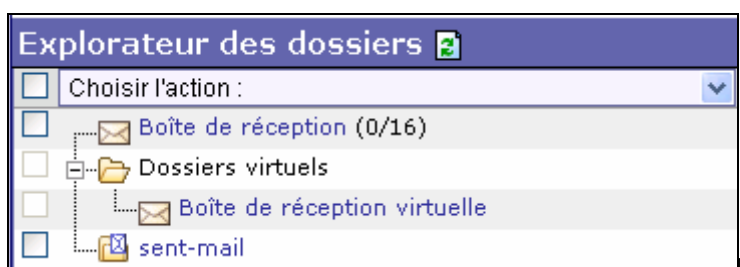 Explorateur des dossiers
Choisir l'action :
Boîte de réception (0/16)
Dossiers virtuels
Boîte de réception virtuelle
sent-mail